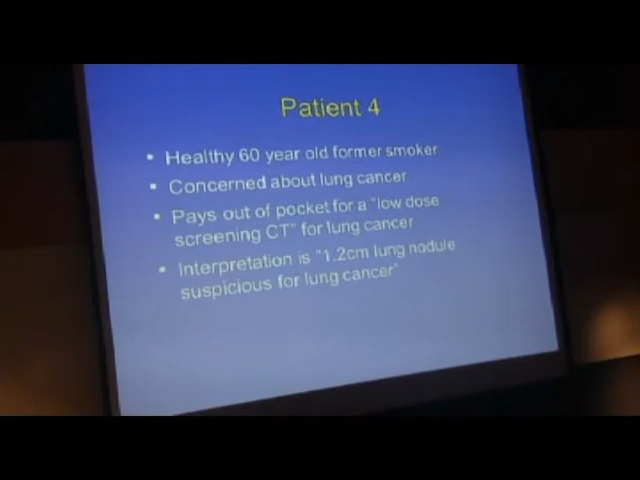 Patient 4
• Healthy 60 year old former smoker
• Concerned about lung cancer
• Pays out of pocket for a "low dose
screening CT" for lung cancer
• Interpretation is "1.2cm lung nodule
suspicious for lung cancer"